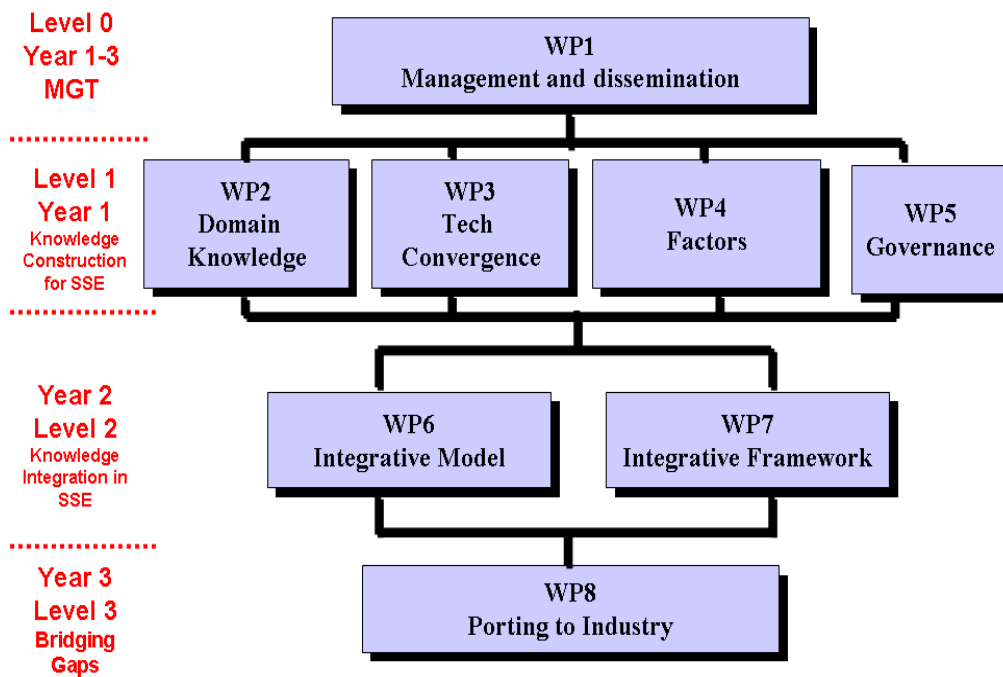 Level 0
Year 1-3
MGT
WP1
Management and dissemination
Level 1
Year 1
Knowledge
Construction
for SSE
WP2
Domain
Knowledge
WP3
Tech
Convergence
WP4
Factors
WP5
Governance
Year 2
Level 2
Knowledge
Integration in
SSE
WP6
Integrative Model
WP7
Integrative Framework
Year 3
Level 3
Bridging
Gaps
WP8
Porting to Industry